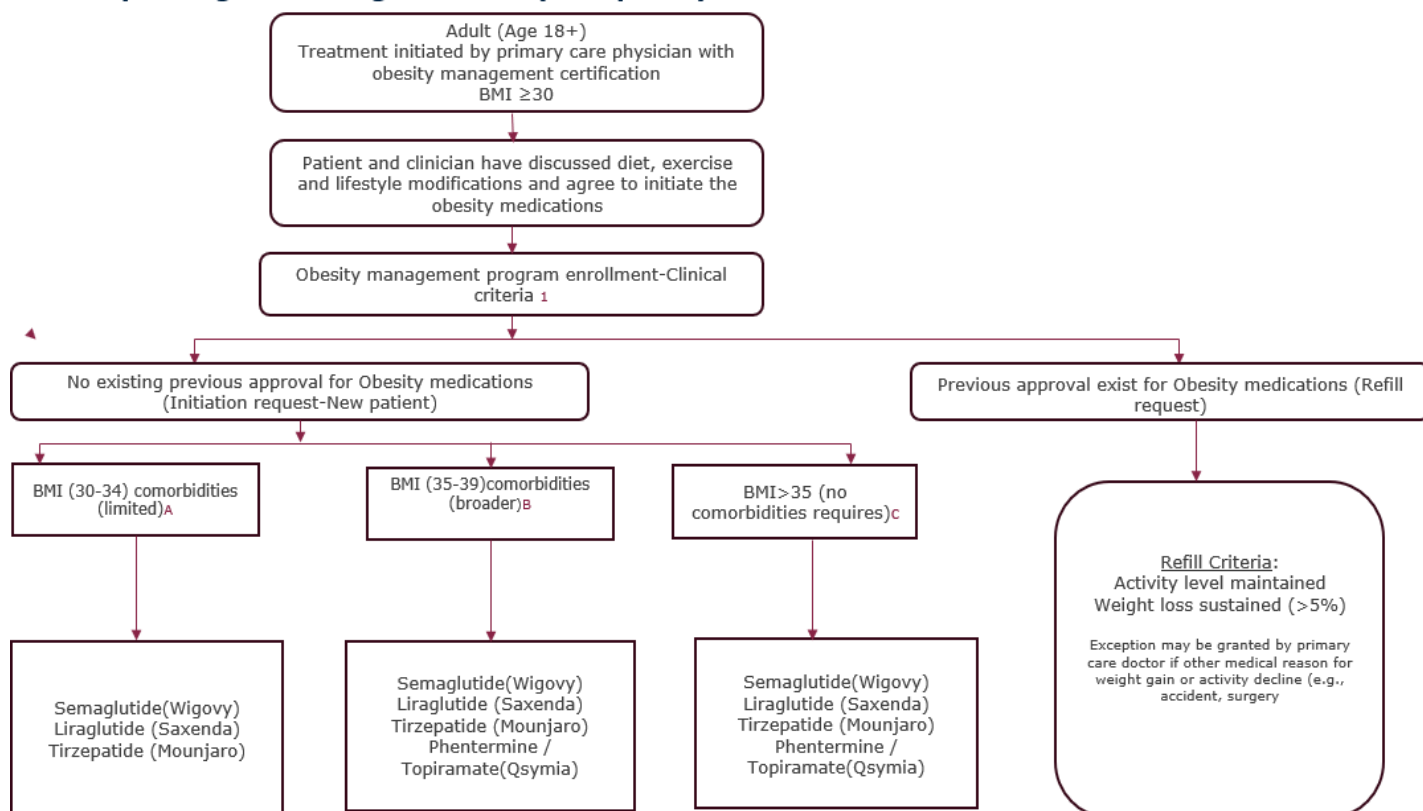 Adult (Age 18+)
Treatment initiated by primary care physician with
obesity management certification
BMI ≥30
Patient and clinician have discussed diet, exercise
and lifestyle modifications and agree to initiate the
obesity medications
Obesity management program enrollment-Clinical
criteria 1
No existing previous approval for Obesity medications
(Initiation request-New patient)
Previous approval exist for Obesity medications (Refill
request)
BMI (30-34) comorbidities
(limited)A
BMI (35-39)comorbidities
(broader)B
BMI>35 (no
comorbidities requires)C
Semaglutide(Wigovy)
Liraglutide (Saxenda)
Tirzepatide (Mounjaro)
Semaglutide(Wigovy)
Liraglutide (Saxenda)
Tirzepatide (Mounjaro)
Phentermine /
Topiramate(Qsymia)
Semaglutide(Wigovy)
Liraglutide (Saxenda)
Tirzepatide (Mounjaro)
Phentermine /
Topiramate(Qsymia)
Refill Criteria:
Activity level maintained
Weight loss sustained (>5%)
Exception may be granted by primary
care doctor if other medical reason for
weight gain or activity decline (e.g.,
accident, surgery